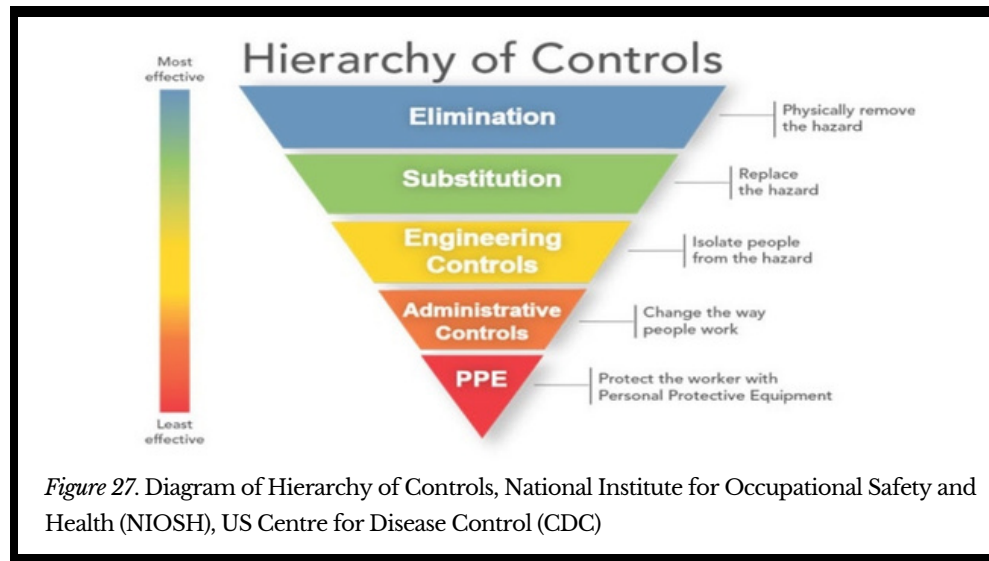 Hierarchy of Controls
Most
effective
Elimination
Physically remove
the hazard
Substitution
Replace
the hazard
Engineering
Controls
Isolate people
from the hazard
Administrative
Controls
Change the way
people work
PPE
Protect the worker with
Personal Protective Equipment
Least
effective
Figure 27. Diagram of Hierarchy of Controls, National Institute for Occupational Safety and
Health (NIOSH), US Centre for Disease Control (CDC)